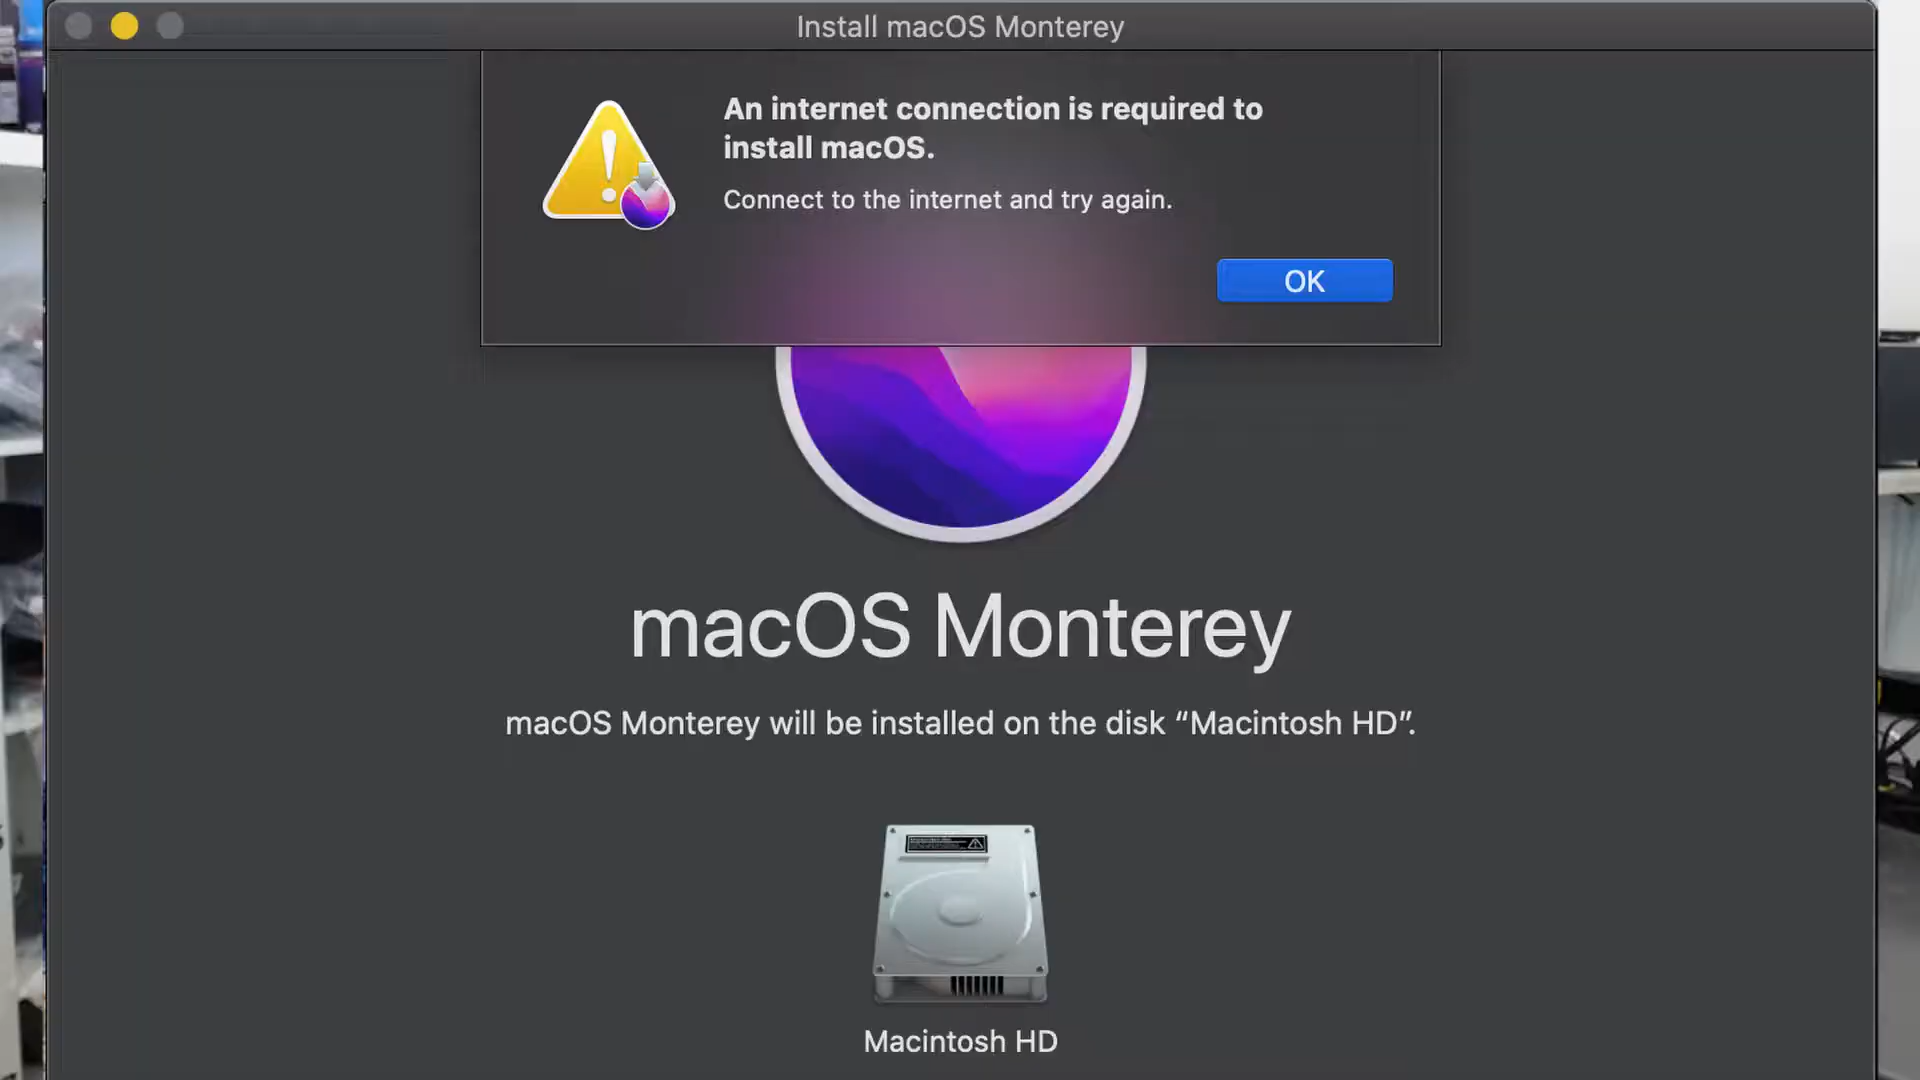 Install macOS Monterey
An internet connection is required to
install macOS.
Connect to the internet and try again.
OK
macOS Monterey
macOS Monterey will be installed on the disk “Macintosh HD”.
Macintosh HD